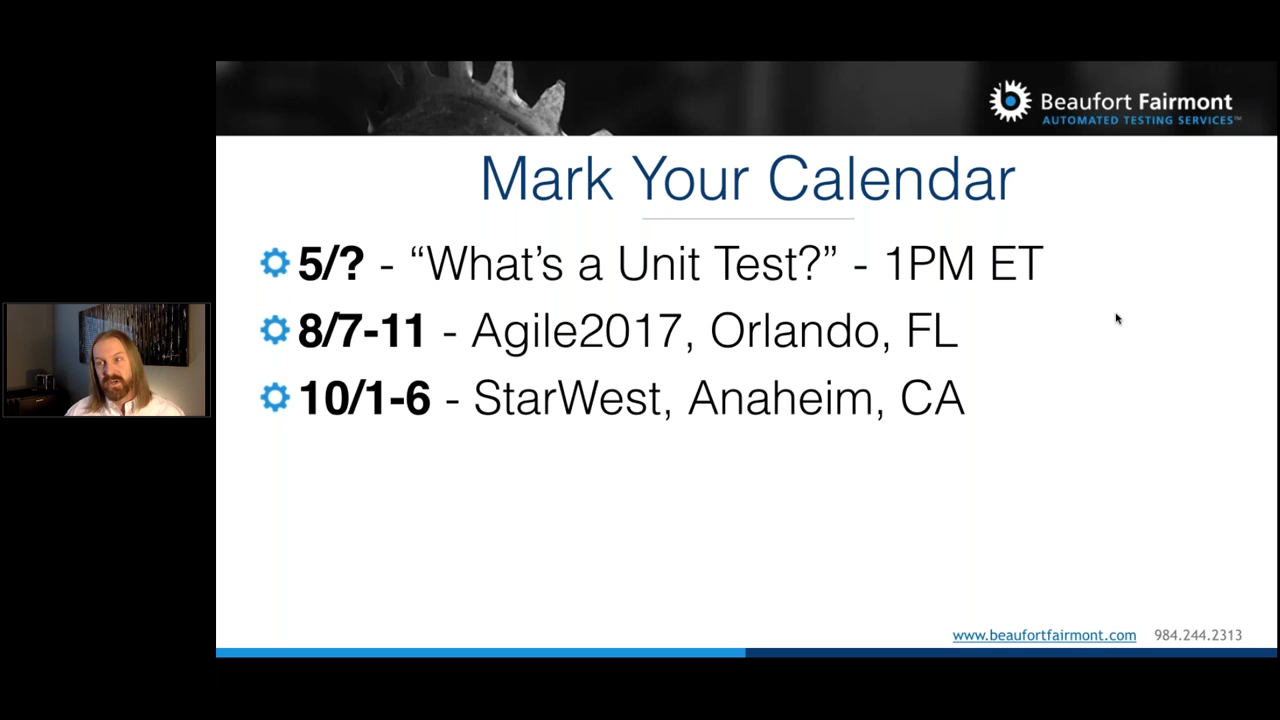 Beaufort Fairmont
AUTOMATED TESTING SERVICES™
Mark Your Calendar
5/? - “What’s a Unit Test?” - 1PM ET
8/7-11 - Agile2017, Orlando, FL
10/1-6 - StarWest, Anaheim, CA
www.beaufortfairmont.com 984.244.2313